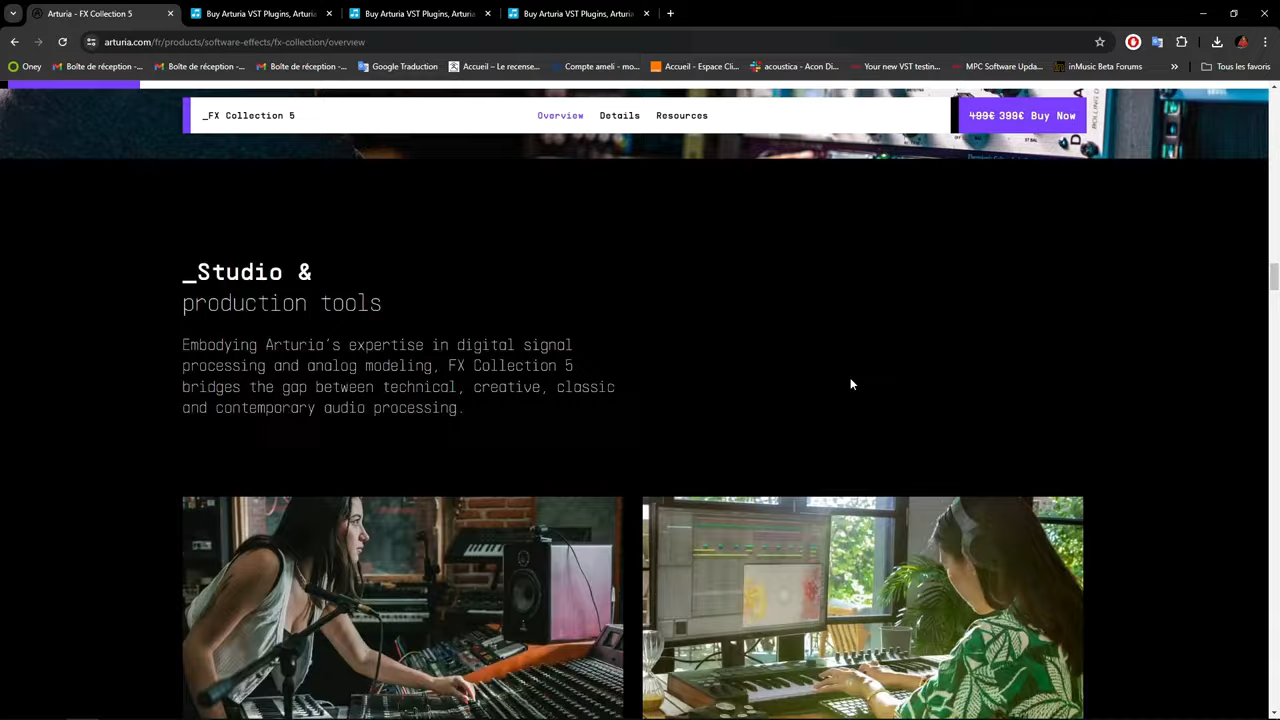 Arturia - FX Collection 5
Buy Arturia VST Plugins, Arturia
Buy Arturia VST Plugins, Arturia
Buy Arturia VST Plugins, Arturia
arturia.com/fr/products/software-effects/fx-collection/overview
Oney
Boîte de réception -...
Boîte de réception -...
Boîte de réception -...
Google Traduction
Accueil – Le recense...
Compte ameli - mo...
Accueil - Espace Cli...
acoustica - Acon Di...
Your new VST testin...
MPC Software Upda...
inMusic Beta Forums
»
Tous les favoris
_FX Collection 5
Overview
Details
Resources
499€ 399€ Buy Now
_Studio &
production tools
Embodying Arturia's expertise in digital signal
processing and analog modeling, FX Collection 5
bridges the gap between technical, creative, classic
and contemporary audio processing.